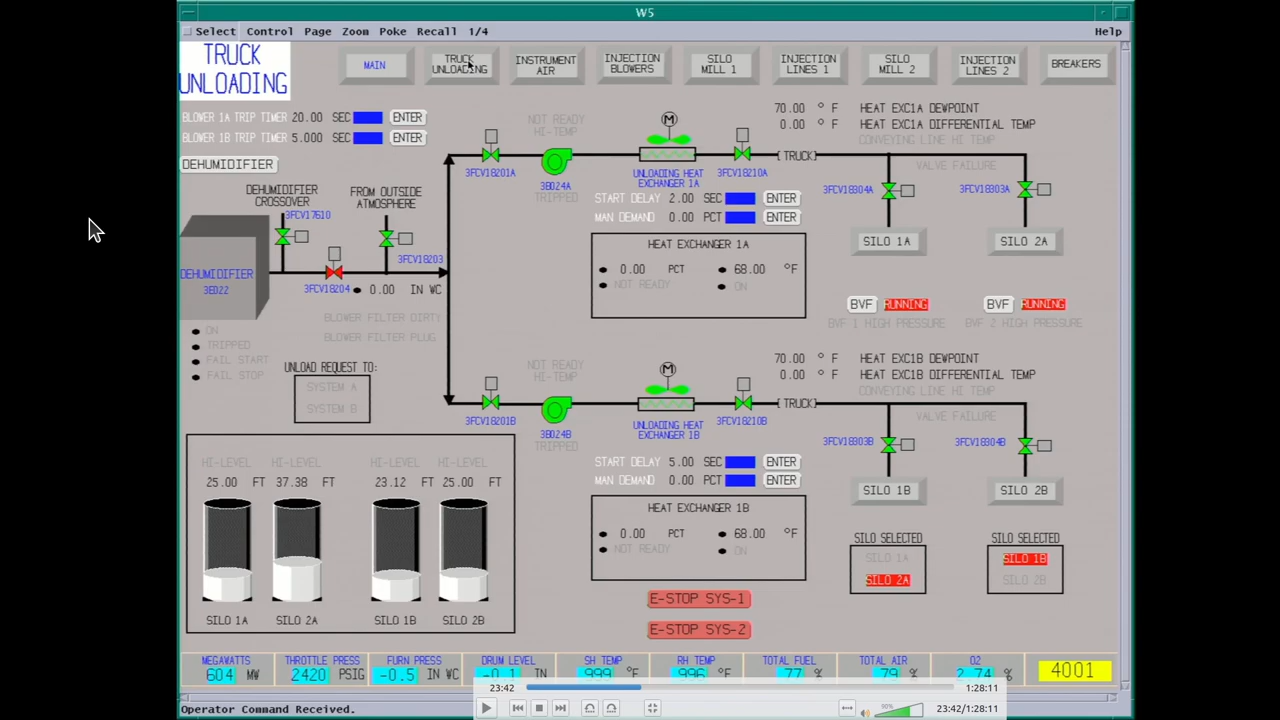 W5
Select Control Page Zoom Poke Recall 1/4 Help
TRUCK UNLOADING
MAIN
TRUCK UNLOADING
INSTRUMENT AIR
INJECTION BLOWERS
SILO MILL 1
INJECTION LINES 1
SILO MILL 2
INJECTION LINES 2
BREAKERS
BLOWER 1A TRIP TIMER 20.00 SEC ENTER
BLOWER 1B TRIP TIMER 5.000 SEC ENTER
DEHUMIDIFIER
DEHUMIDIFIER CROSSOVER
3FCV17610
FROM OUTSIDE ATMOSPHERE
3FCV18203
DEHUMIDIFIER
3ED22
3FCV18204
0.00 IN WC
BLOWER FILTER DIRTY
BLOWER FILTER PLUG
ON
TRIPPED
FAIL START
FAIL STOP
UNLOAD REQUEST TO:
SYSTEM A
SYSTEM B
3FCV18201A
NOT READY
HI-TEMP
3BD24A
TRIPPED
M
UNLOADING HEAT EXCHANGER 1A
3FCV18210A
TRUCK
70.00 ° F HEAT EXC1A DEWPOINT
0.00 ° F HEAT EXC1A DIFFERENTIAL TEMP
CONVEYING LINE HI TEMP
VALVE FAILURE
3FCV18304A
3FCV18303A
START DELAY 2.00 SEC ENTER
MAN DEMAND 0.00 PCT ENTER
HEAT EXCHANGER 1A
0.00 PCT 68.00 °F
NOT READY ON
SILO 1A
SILO 2A
BVF RUNNING
BVF RUNNING
BVF 1 HIGH PRESSURE
BVF 2 HIGH PRESSURE
3FCV18201B
NOT READY
HI-TEMP
3BD24B
TRIPPED
M
UNLOADING HEAT EXCHANGER 1B
3FCV18210B
TRUCK
70.00 ° F HEAT EXC1B DEWPOINT
0.00 ° F HEAT EXC1B DIFFERENTIAL TEMP
CONVEYING LINE HI TEMP
VALVE FAILURE
3FCV18303B
3FCV18304B
START DELAY 5.00 SEC ENTER
MAN DEMAND 0.00 PCT ENTER
HEAT EXCHANGER 1B
0.00 PCT 68.00 °F
NOT READY ON
SILO 1B
SILO 2B
SILO SELECTED
SILO 1A
SILO 2A
SILO SELECTED
SILO 1B
SILO 2B
HI-LEVEL HI-LEVEL HI-LEVEL HI-LEVEL
25.00 FT 37.38 FT 23.12 FT 25.00 FT
SILO 1A SILO 2A SILO 1B SILO 2B
E-STOP SYS-1
E-STOP SYS-2
MEGAWATTS THROTTLE PRESS FURN PRESS DRUM LEVEL SH TEMP RH TEMP TOTAL FUEL TOTAL AIR O2
604 MW 2420 PSIG -0.5 IN WC -0.1 IN 999 °F 996 °F 77 % 79 % 2.74 % 4001
23:42 1:28:11
90%
23:42/1:28:11
Operator Command Received.